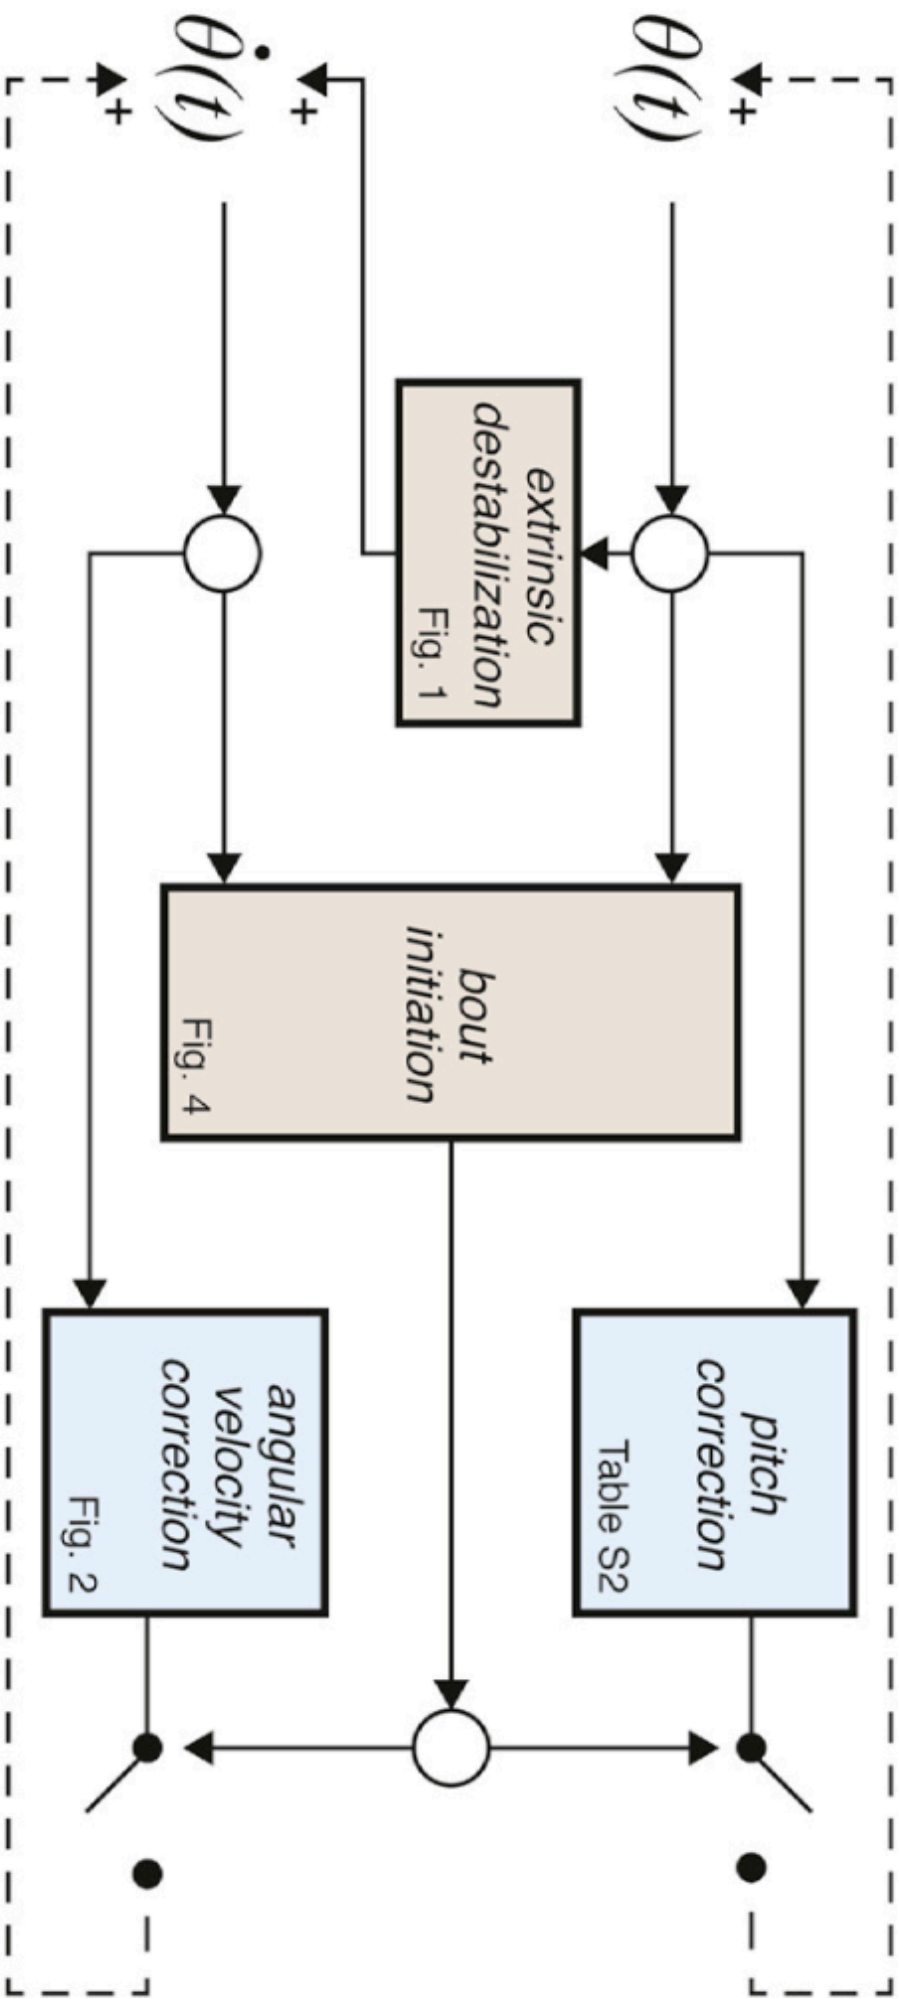 θ(t)
+
pitch
correction
Table S2
extrinsic
destabilization
Fig. 1
bout
initiation
Fig. 4
+
θ̇(t)
+
angular
velocity
correction
Fig. 2